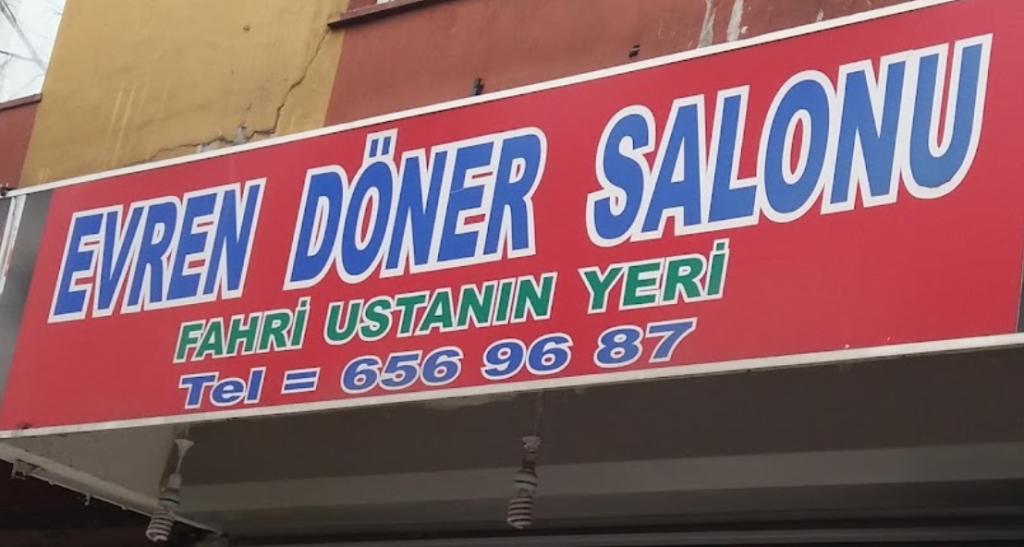 EVREN DÖNER SALONU
FAHRİ USTANIN YERİ
Tel = 656 96 87